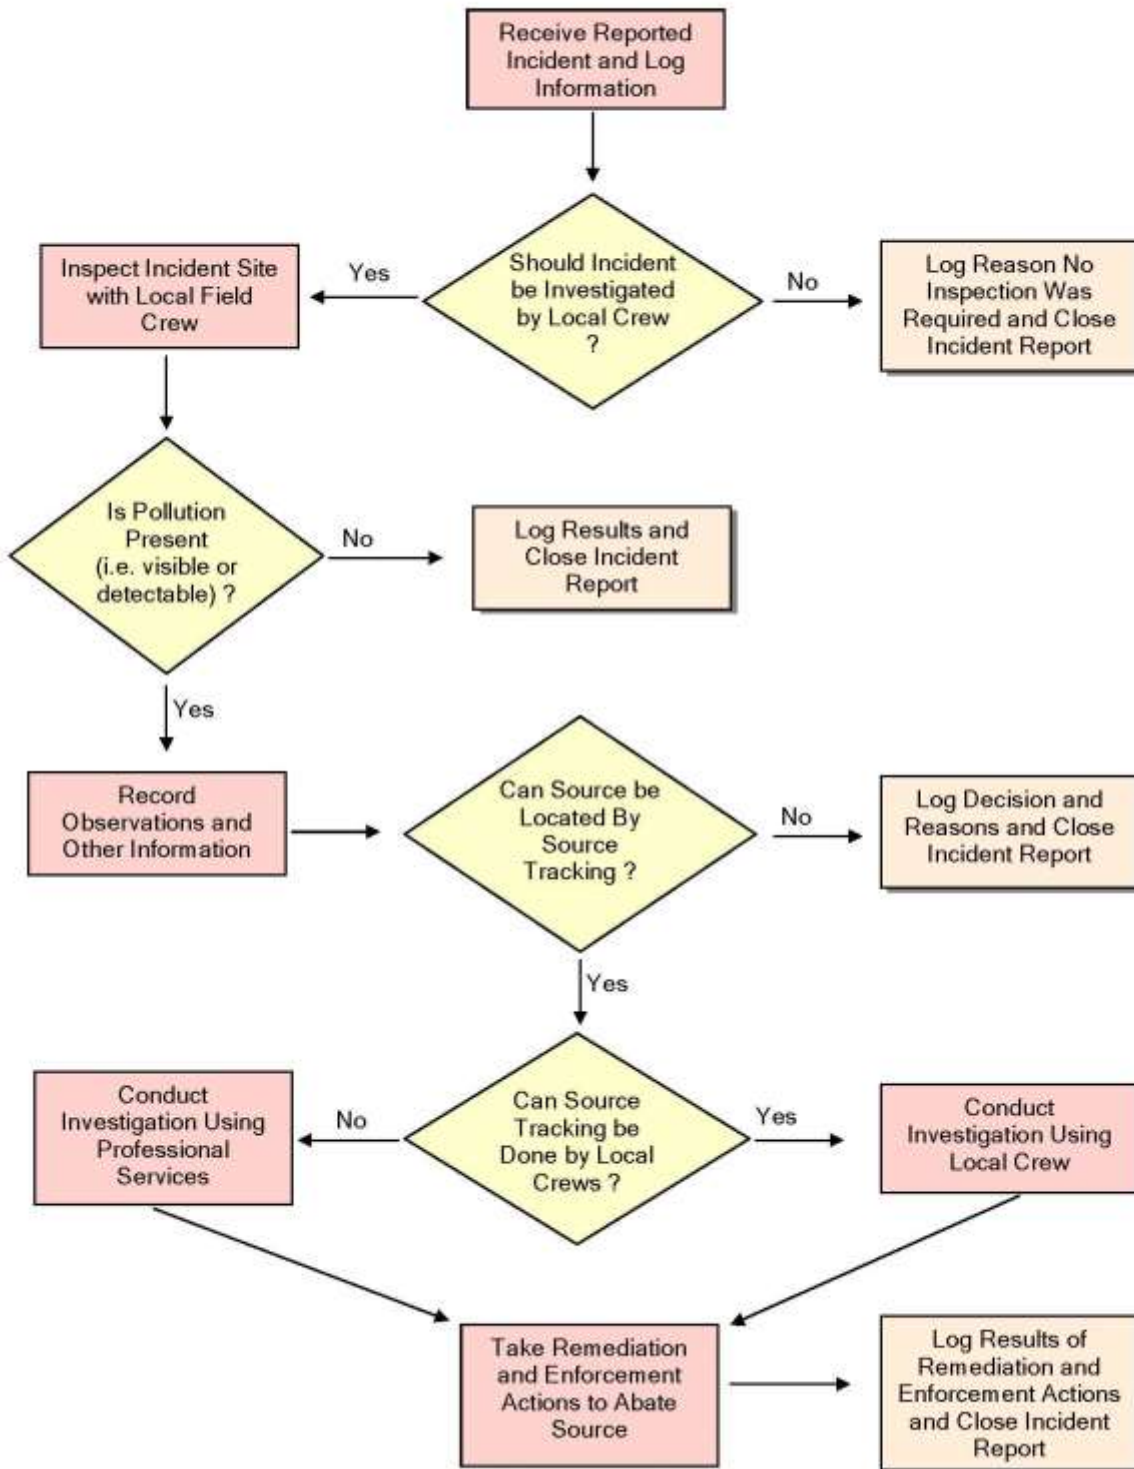 Receive Reported
Incident and Log
Information
Should Incident
be Investigated
by Local Crew
?
Yes
No
Inspect Incident Site
with Local Field
Crew
Log Reason No
Inspection Was
Required and Close
Incident Report
Is Pollution
Present
(i.e. visible or
detectable) ?
No
Log Results and
Close Incident
Report
Yes
Record
Observations and
Other Information
Can Source be
Located By
Source
Tracking ?
No
Log Decision and
Reasons and Close
Incident Report
Yes
Conduct
Investigation Using
Professional
Services
No
Can Source
Tracking be
Done by Local
Crews ?
Yes
Conduct
Investigation Using
Local Crew
Take Remediation
and Enforcement
Actions to Abate
Source
Log Results of
Remediation and
Enforcement Actions
and Close Incident
Report